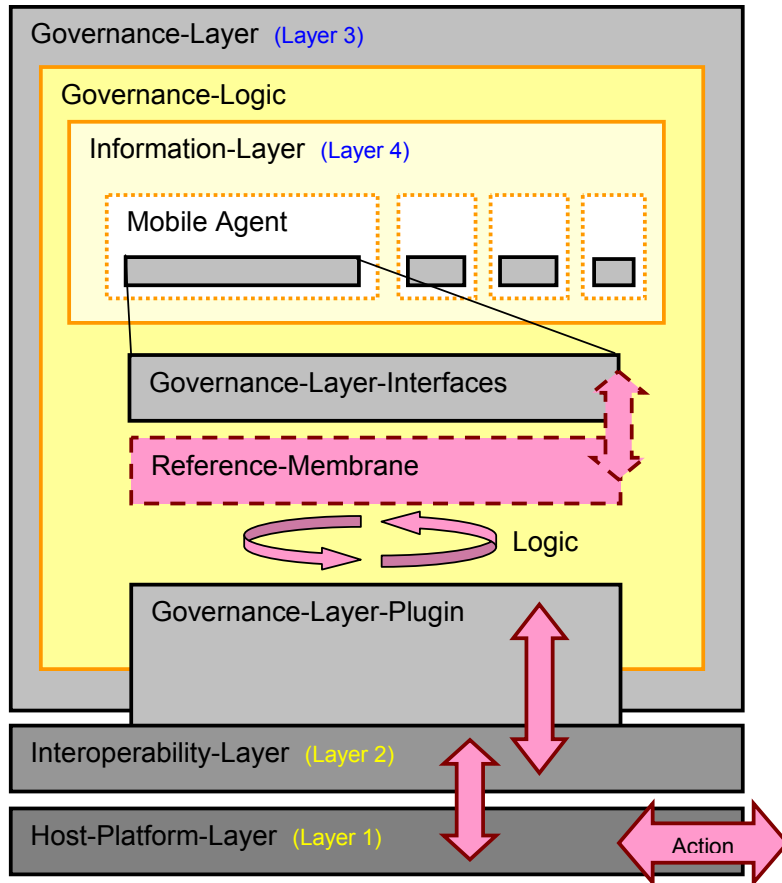 Governance-Layer (Layer 3)
Governance-Logic
Information-Layer (Layer 4)
Mobile Agent
Governance-Layer-Interfaces
Reference-Membrane
Logic
Governance-Layer-Plugin
Interoperability-Layer (Layer 2)
Host-Platform-Layer (Layer 1)
Action